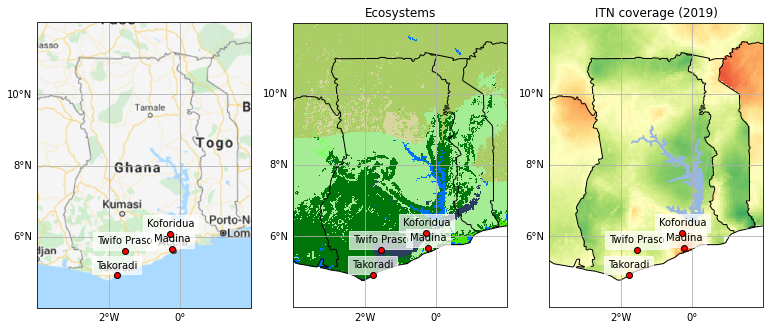 Ecosystems
ITN coverage (2019)
asso
B
Tamale
Togo
Ghana
Kumasi
Porto-N
Lom
djan
Koforidua
Twifo Praso
Madina
Takoradi
10°N
8°N
6°N
2°W
0°
Koforidua
Twifo Praso
Madina
Takoradi
10°N
8°N
6°N
2°W
0°
Koforidua
Twifo Praso
Madina
Takoradi
10°N
8°N
6°N
2°W
0°